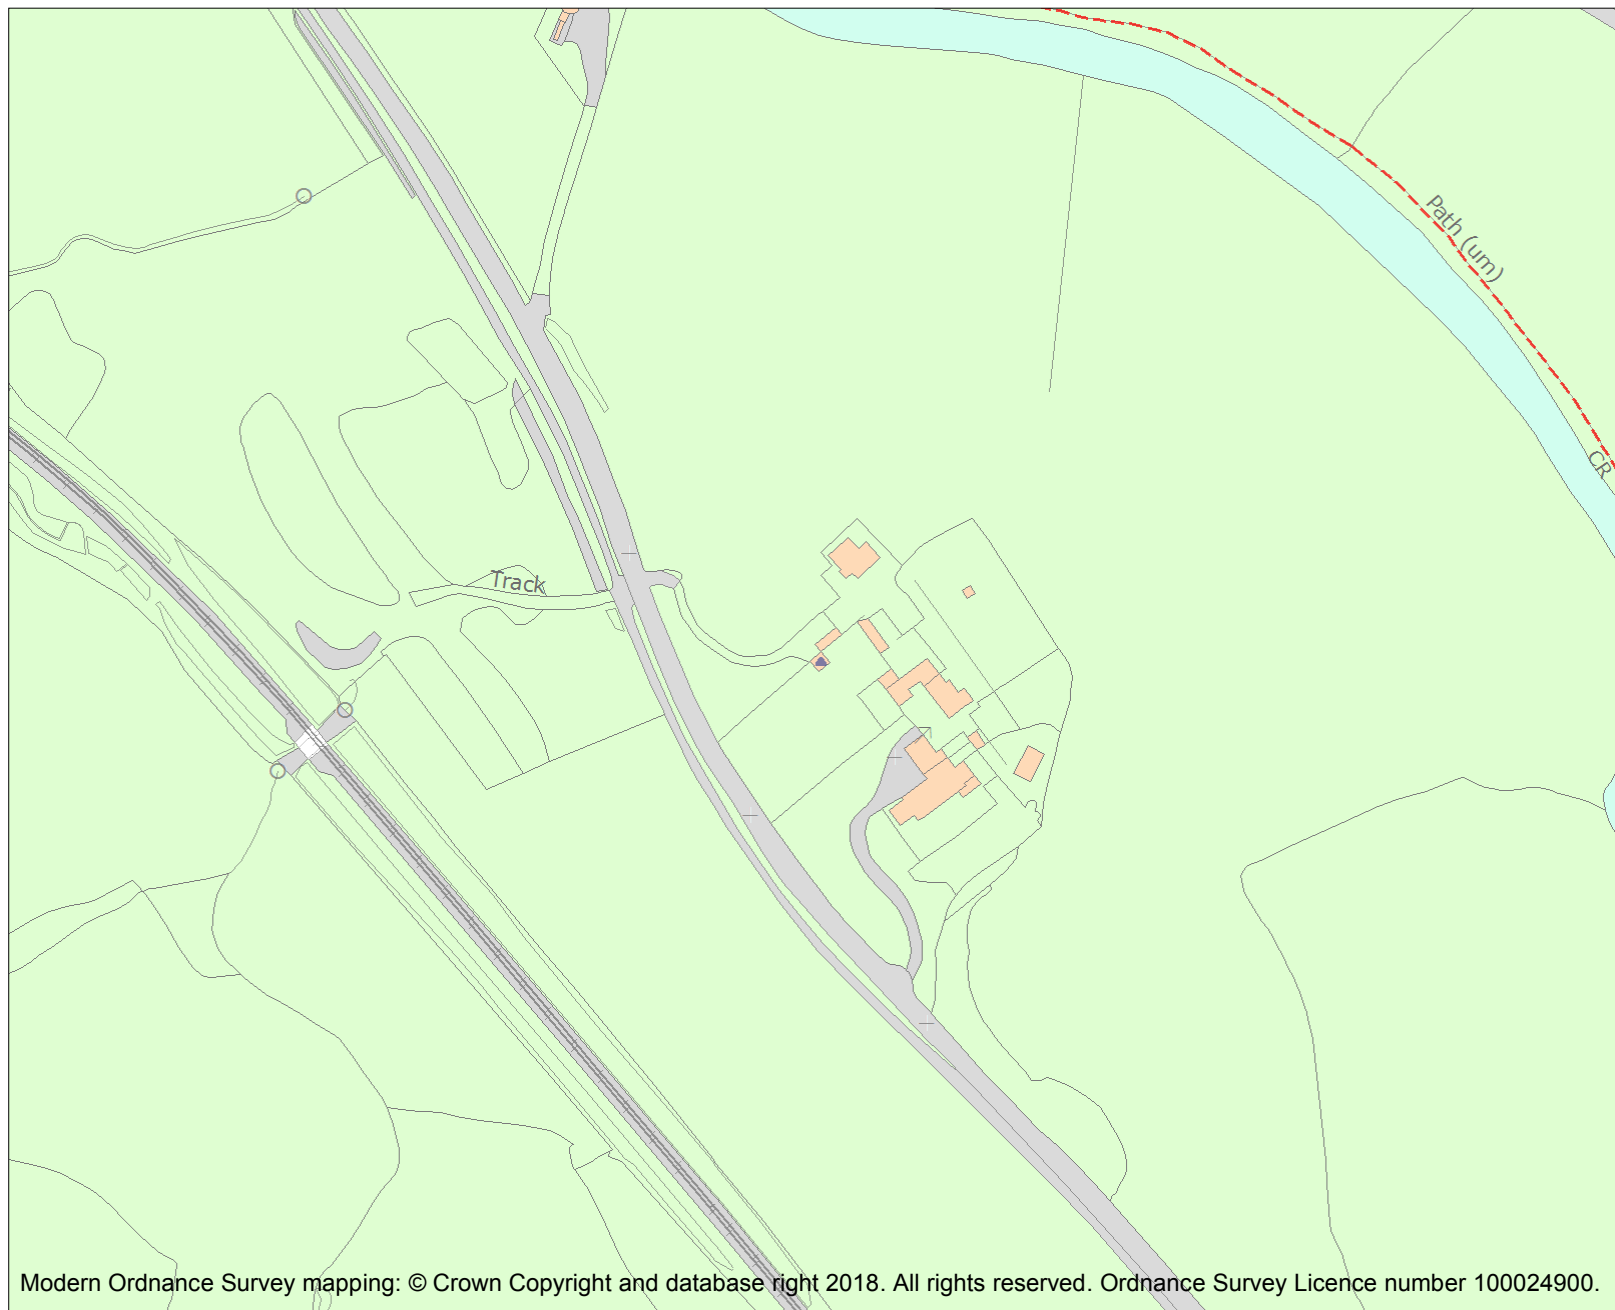 Path (um)
CR
Track
Modern Ordnance Survey mapping: © Crown Copyright and database right 2018. All rights reserved. Ordnance Survey Licence number 100024900.